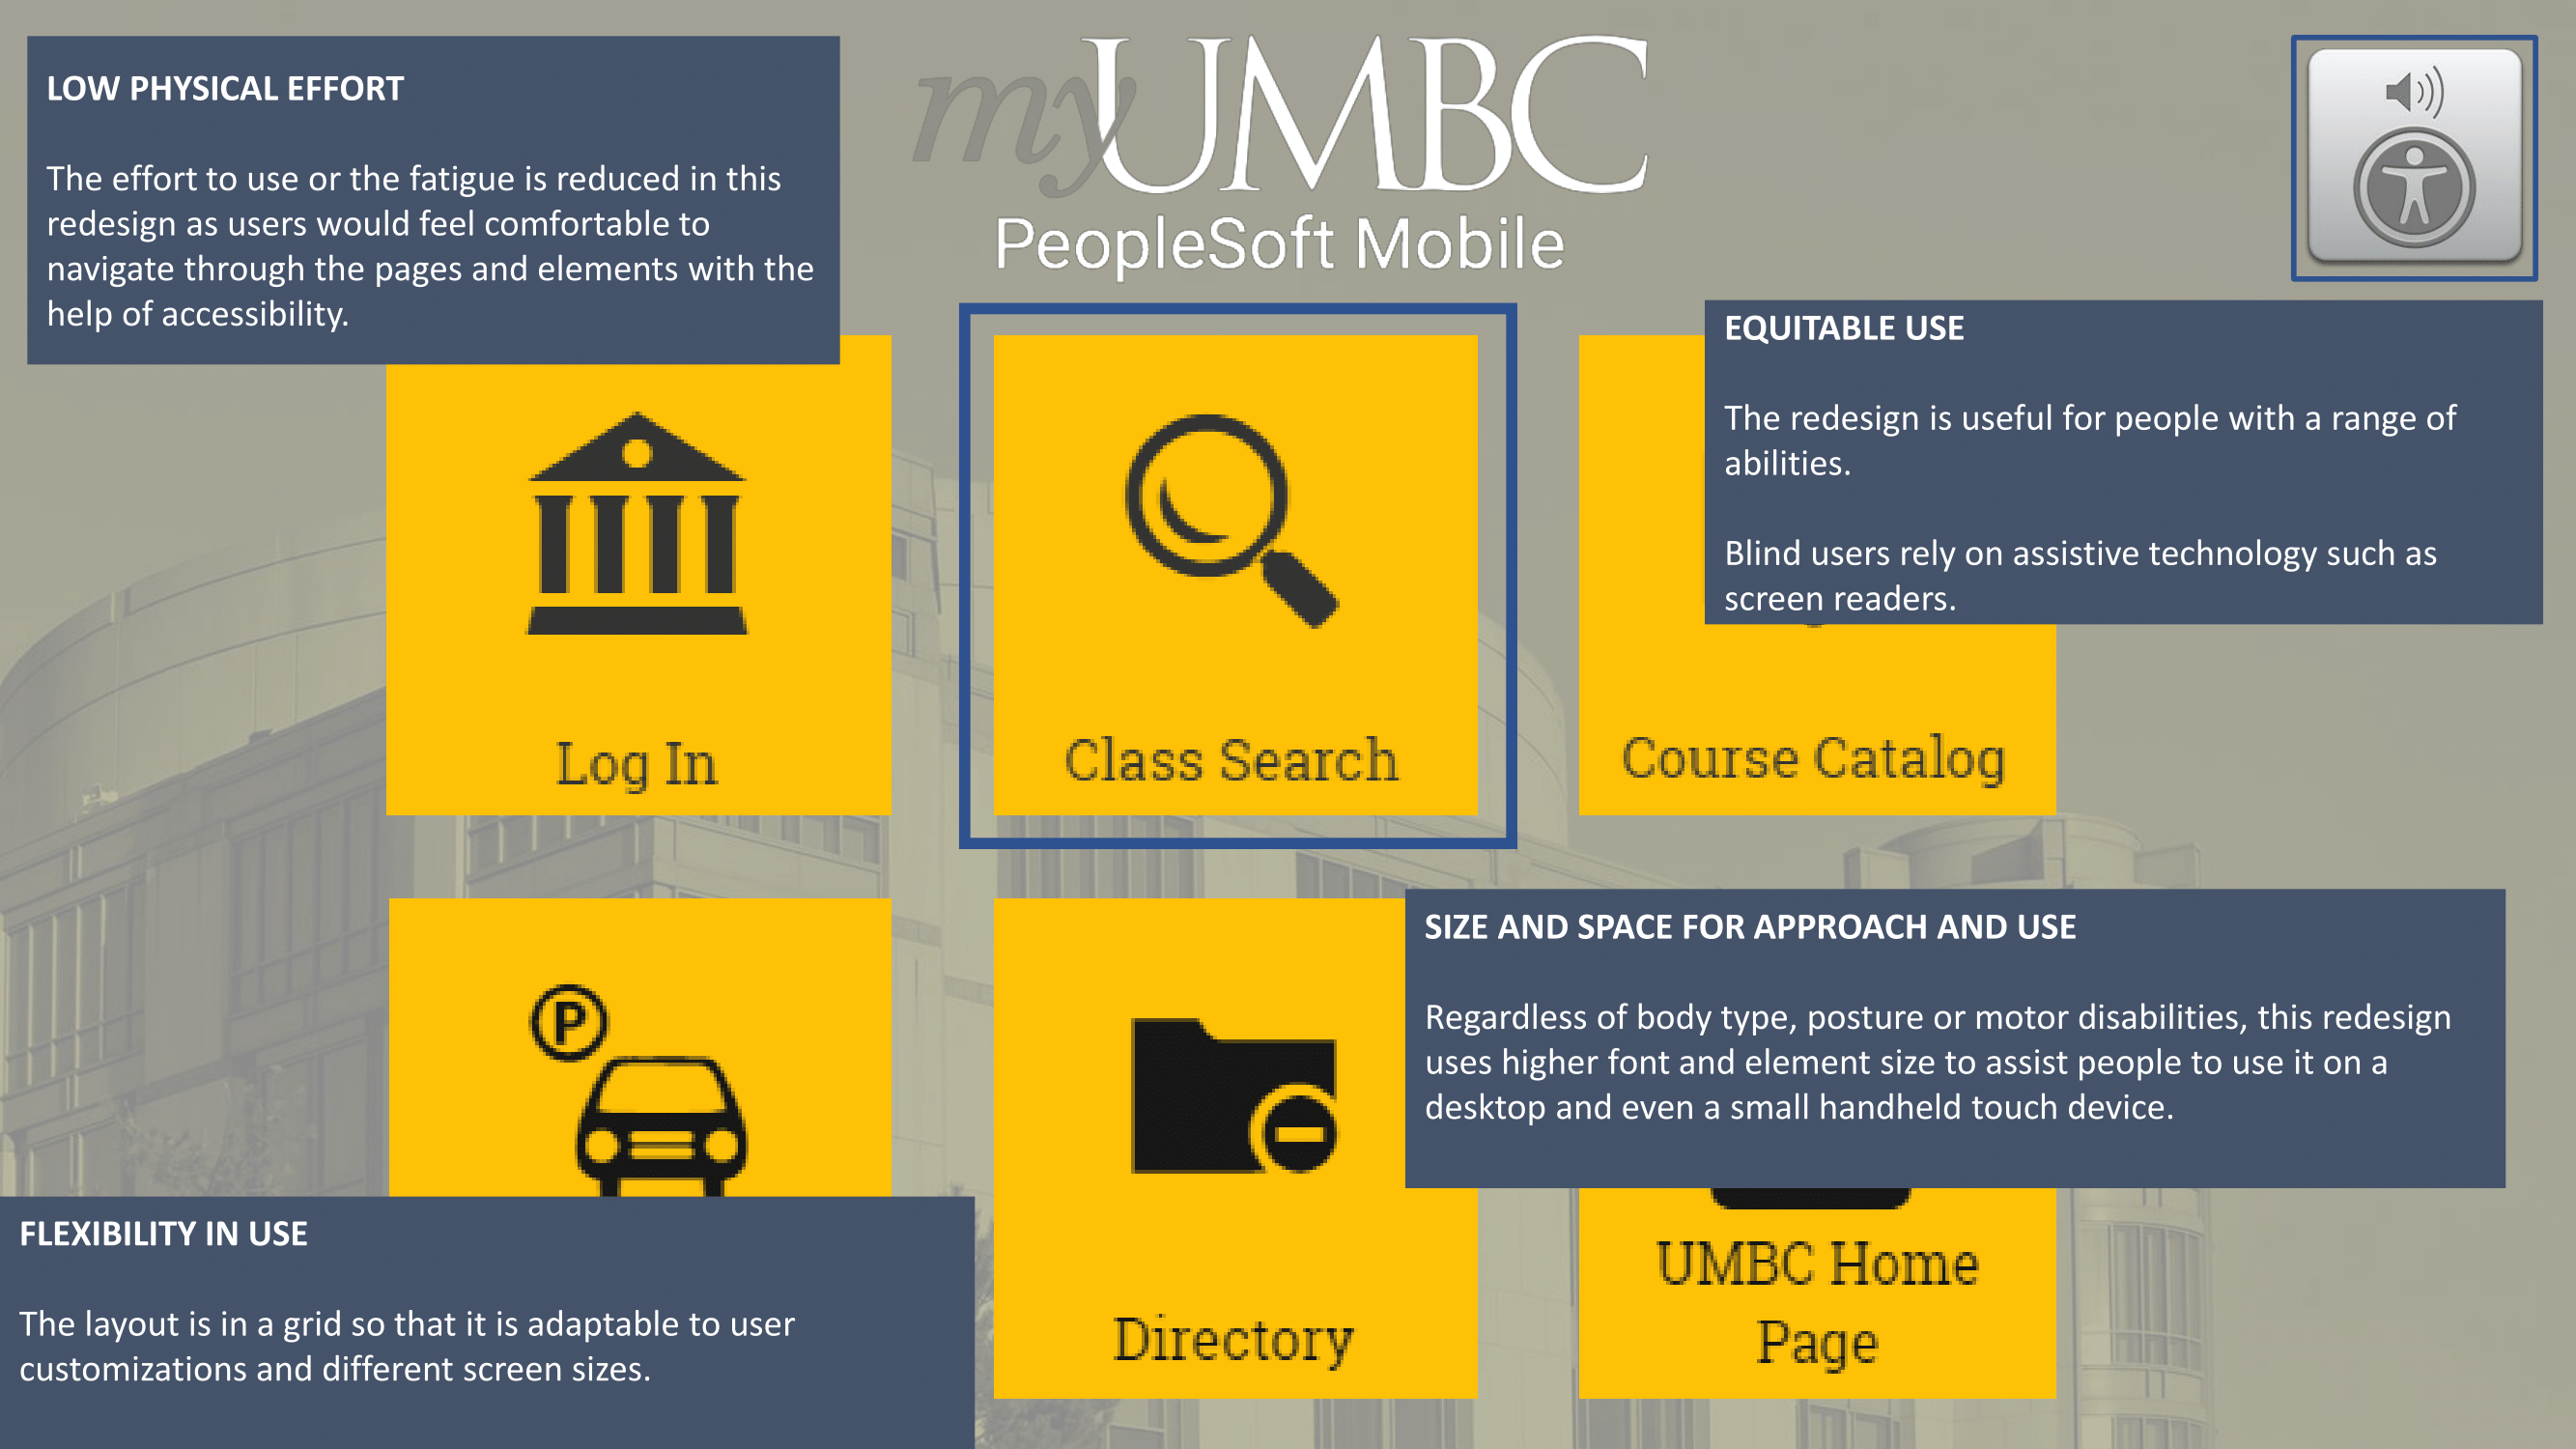 LOW PHYSICAL EFFORT
The effort to use or the fatigue is reduced in this
redesign as users would feel comfortable to
navigate through the pages and elements with the
help of accessibility.
myUMBC
PeopleSoft Mobile
EQUITABLE USE
The redesign is useful for people with a range of
abilities.
Blind users rely on assistive technology such as
screen readers.
Log In
Class Search
Course Catalog
SIZE AND SPACE FOR APPROACH AND USE
Regardless of body type, posture or motor disabilities, this redesign
uses higher font and element size to assist people to use it on a
desktop and even a small handheld touch device.
P
FLEXIBILITY IN USE
The layout is in a grid so that it is adaptable to user
customizations and different screen sizes.
Directory
UMBC Home
Page